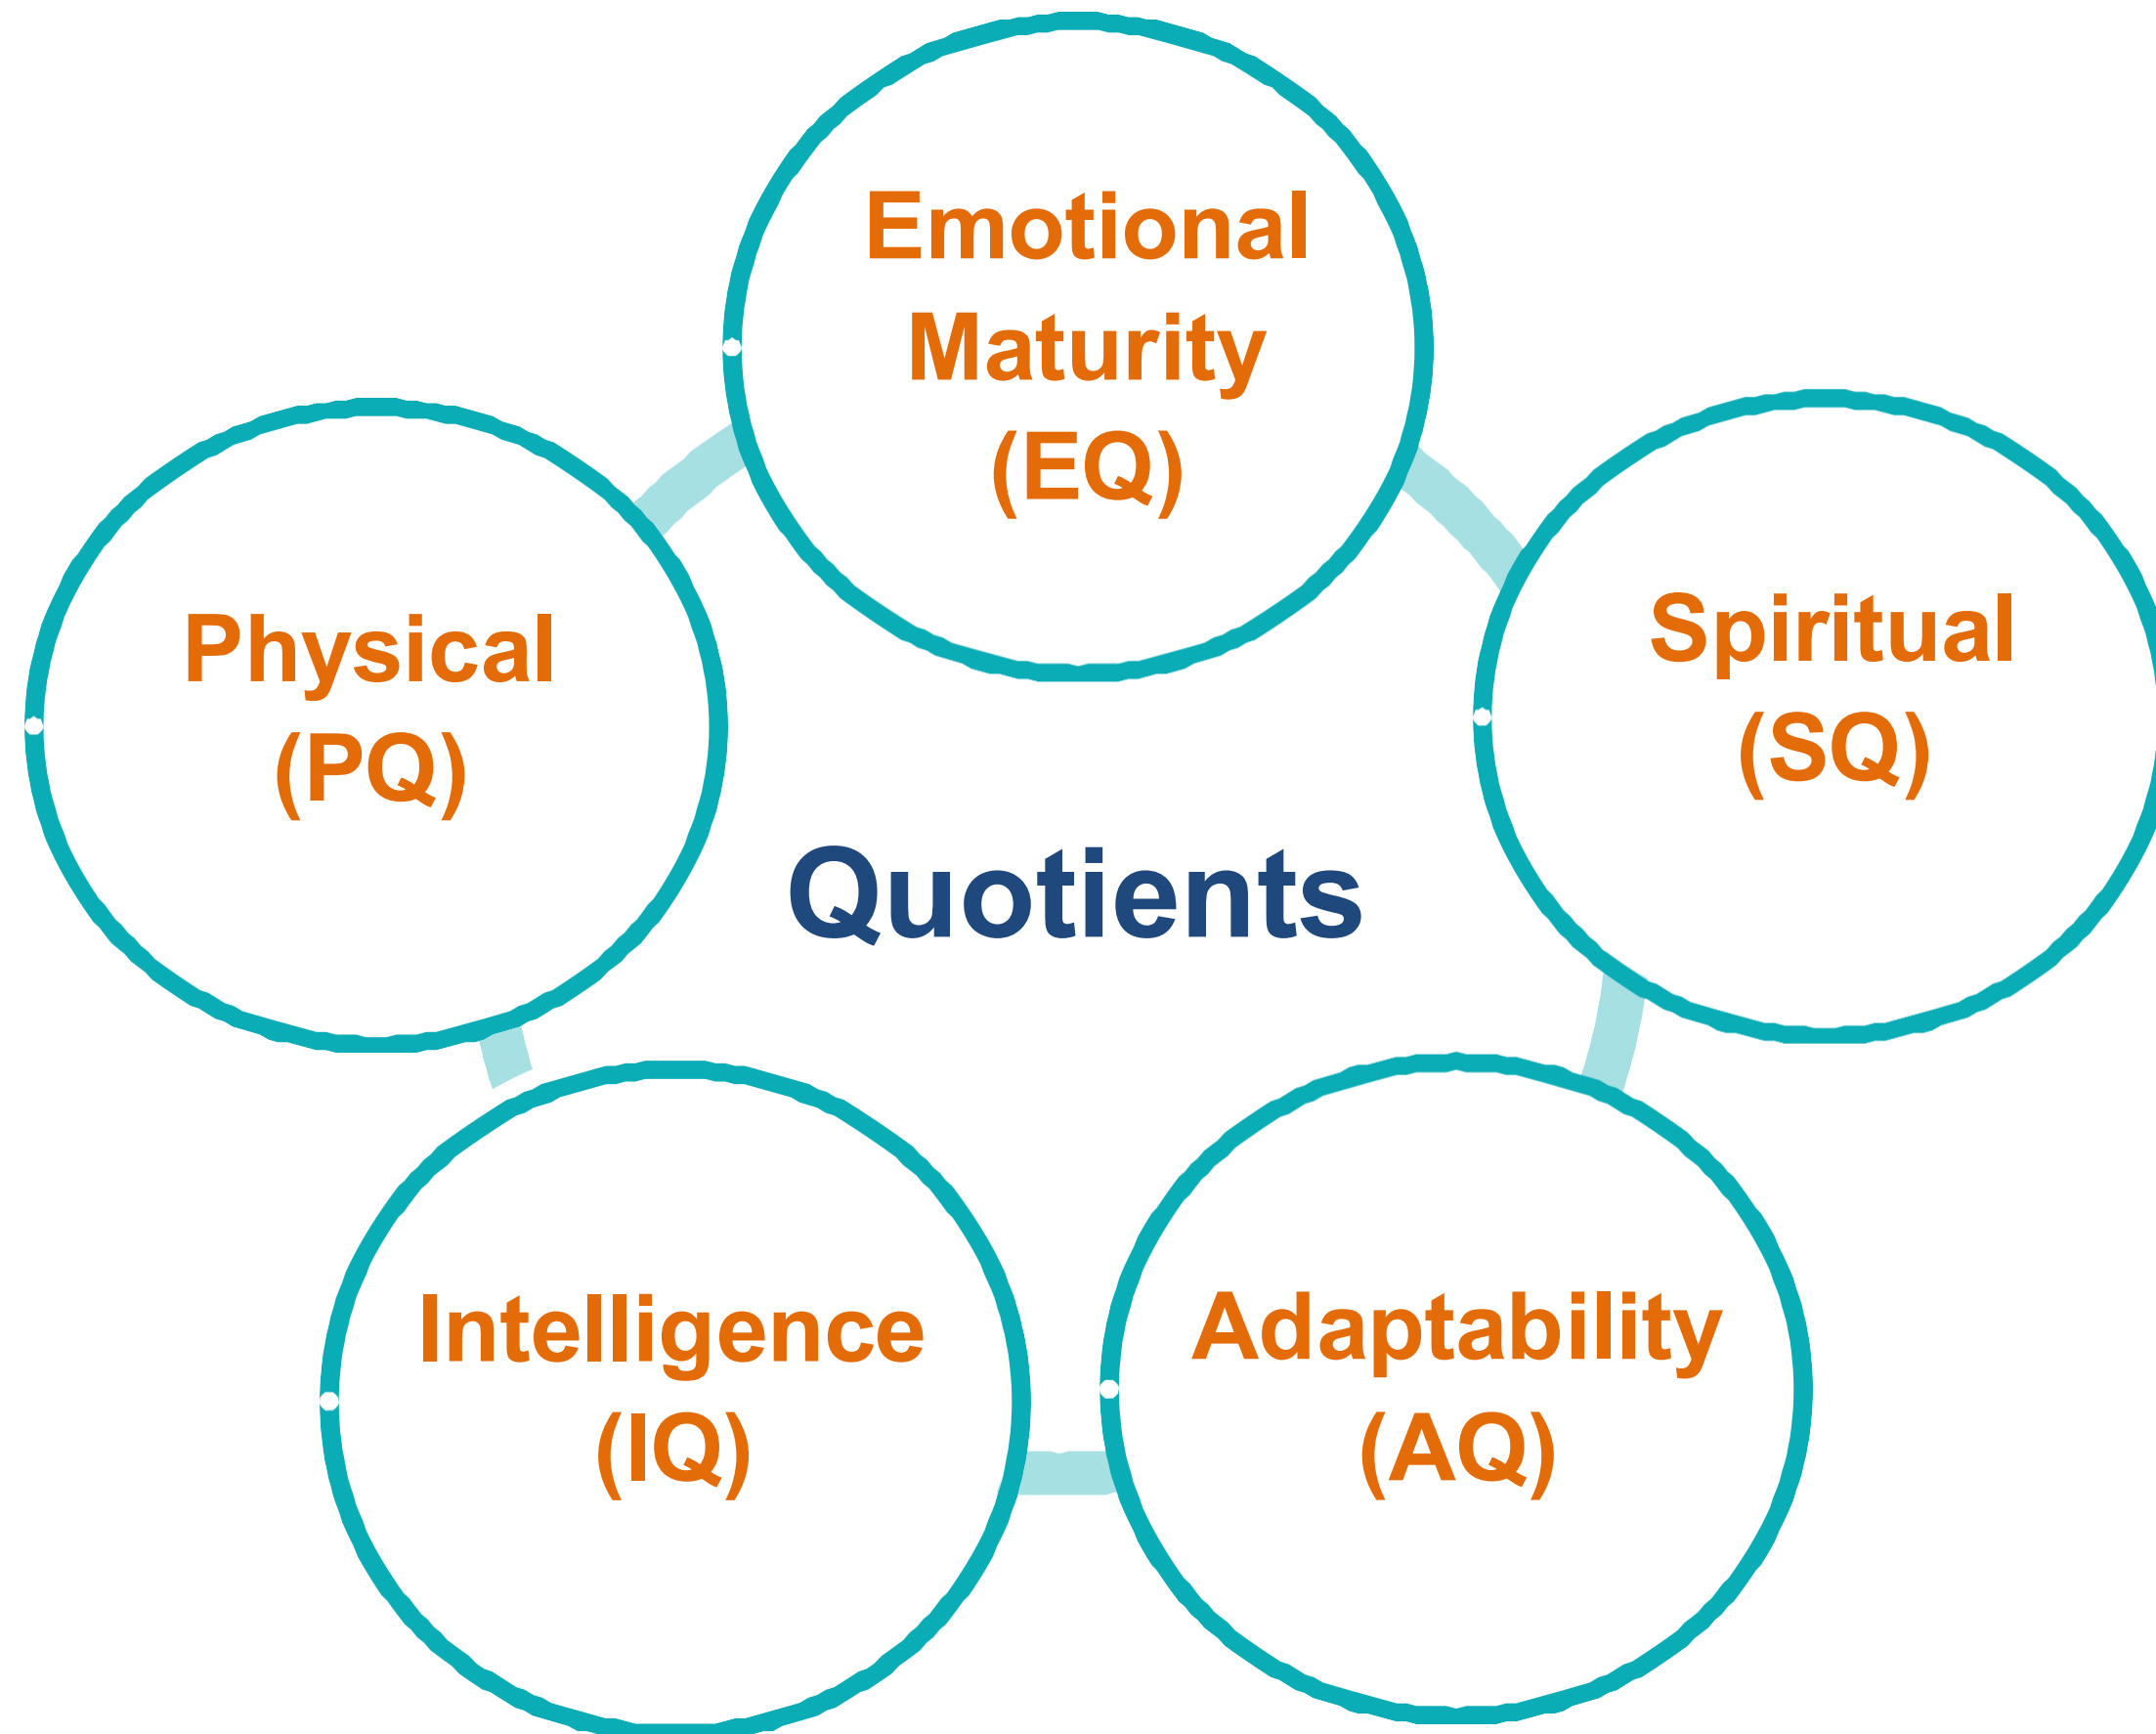 Emotional
Maturity
(EQ)
Physical
(PQ)
Spiritual
(SQ)
Quotients
Intelligence
(IQ)
Adaptability
(AQ)